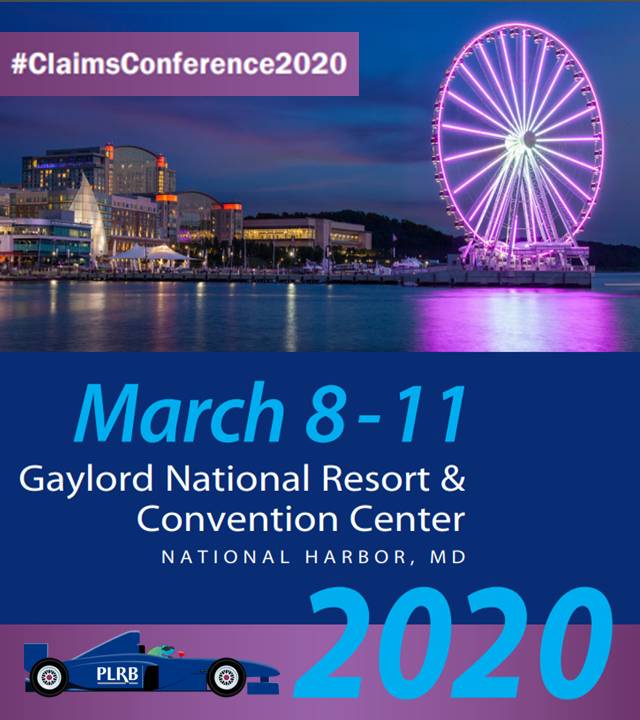 #ClaimsConference2020
March 8-11
Gaylord National Resort &
Convention Center
NATIONAL HARBOR, MD
2020
PLRB